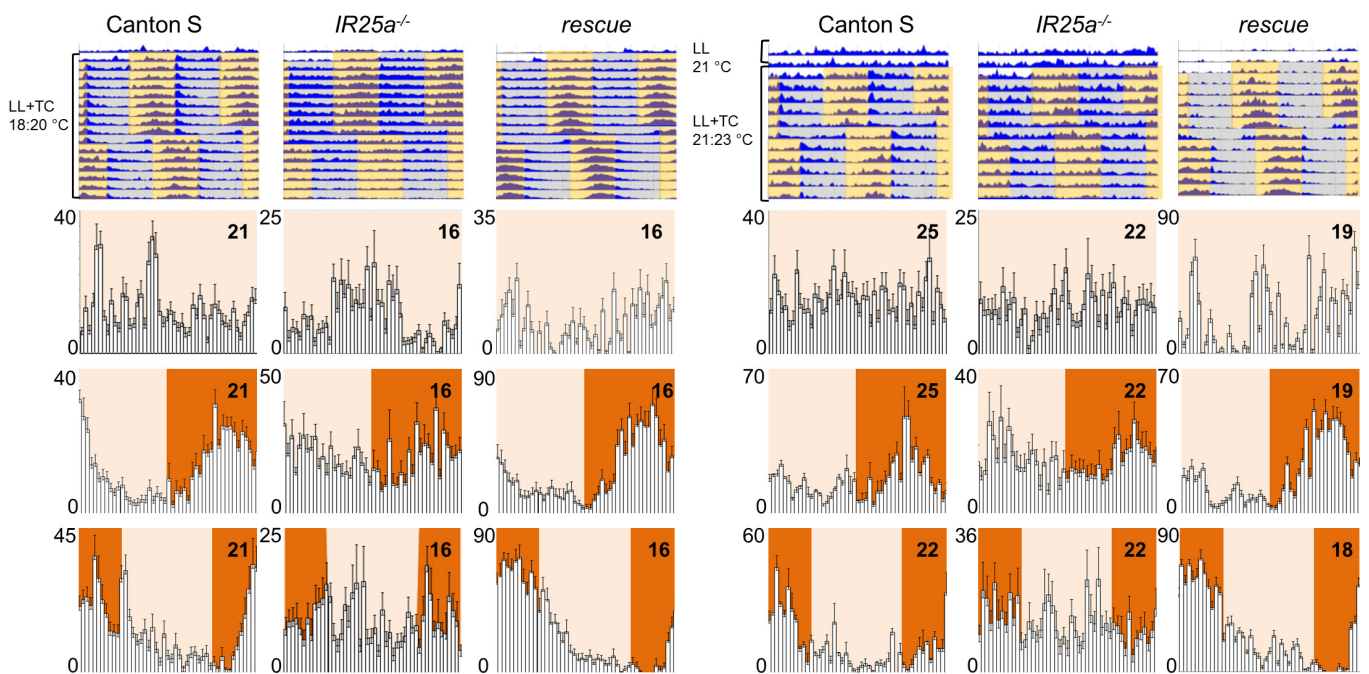 Canton S IR25a-/- rescue Canton S IR25a-/- rescue
LL
21 °C
LL+TC
18:20 °C
LL+TC
21:23 °C
40 21 25 16 35 16 40 25 25 22 90 19
0 0 0 0 0 0
40 21 50 16 90 16 70 25 40 22 70 19
0 0 0 0 0 0
45 21 25 16 90 16 60 22 36 22 90 18
0 0 0 0 0 0